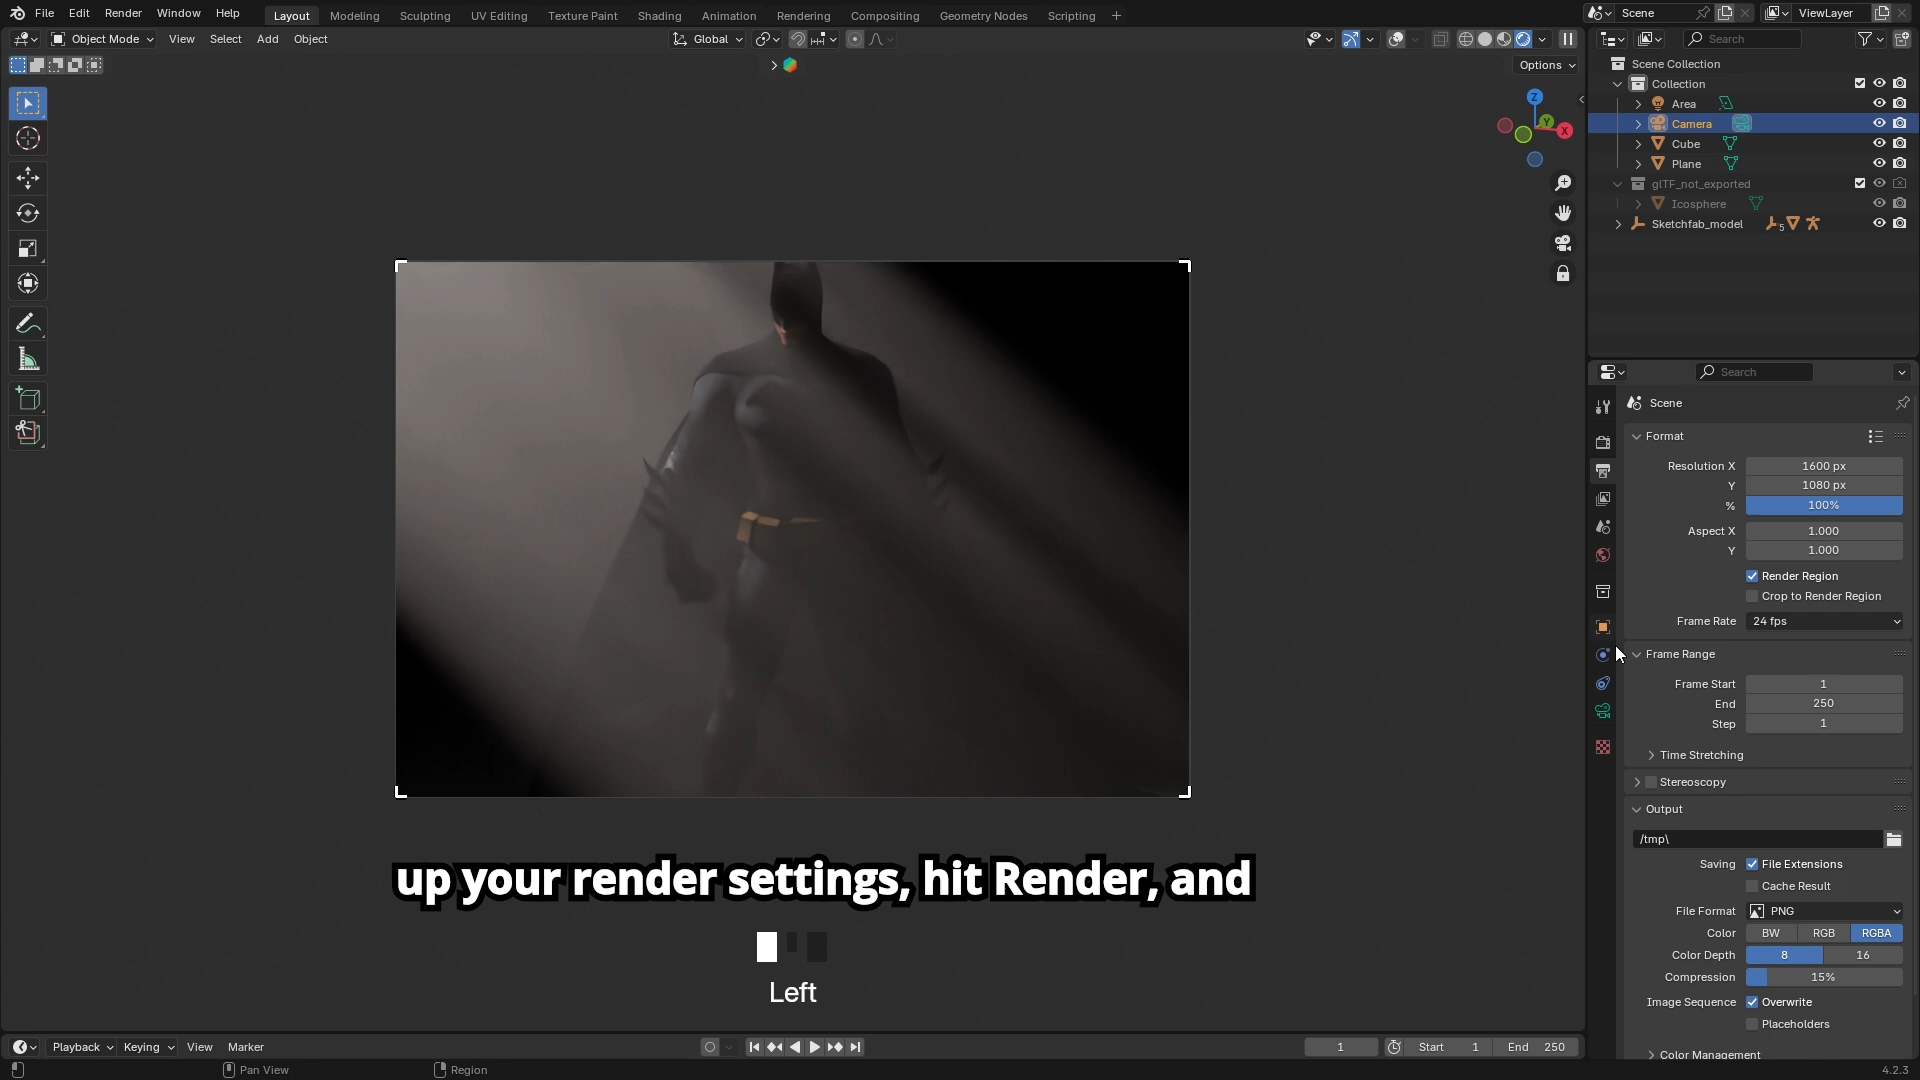 File Edit Render Window Help
Layout Modeling Sculpting UV Editing Texture Paint Shading Animation Rendering Compositing Geometry Nodes Scripting +
Scene ViewLayer
Object Mode View Select Add Object
Global
Search
Options
Z
Y
X
Scene Collection
Collection
Area
Camera
Cube
Plane
glTF_not_exported
Icosphere
Sketchfab_model 5
Search
Scene
Format
Resolution X 1600 px
Y 1080 px
% 100%
Aspect X 1.000
Y 1.000
Render Region
Crop to Render Region
Frame Rate 24 fps
Frame Range
Frame Start 1
End 250
Step 1
Time Stretching
Stereoscopy
Output
/tmp\
Saving File Extensions
Cache Result
File Format PNG
Color BW RGB RGBA
Color Depth 8 16
Compression 15%
Image Sequence Overwrite
Placeholders
Color Management
up your render settings, hit Render, and
Left
Playback Keying View Marker
1 Start 1 End 250
Pan View Region 4.2.3